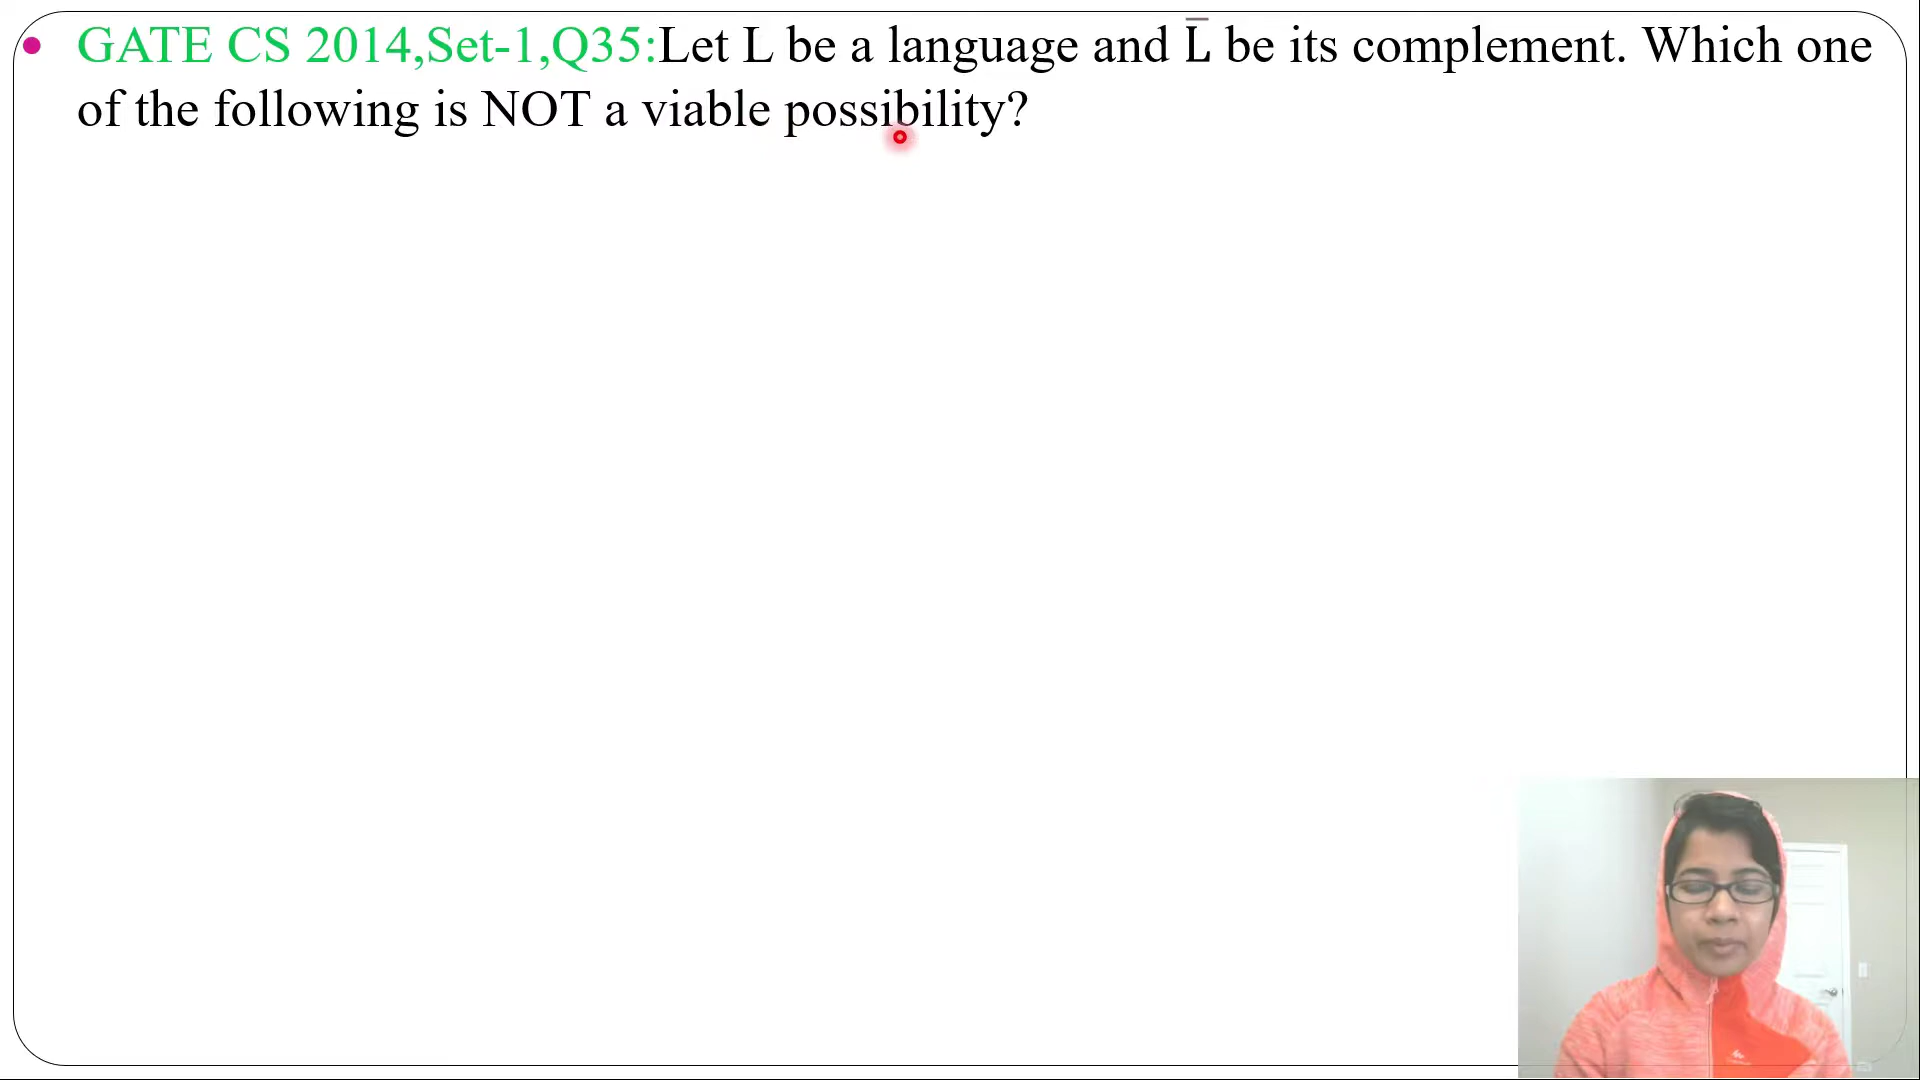 • GATE CS 2014,Set-1,Q35:Let L be a language and L̅ be its complement. Which one
of the following is NOT a viable possibility?